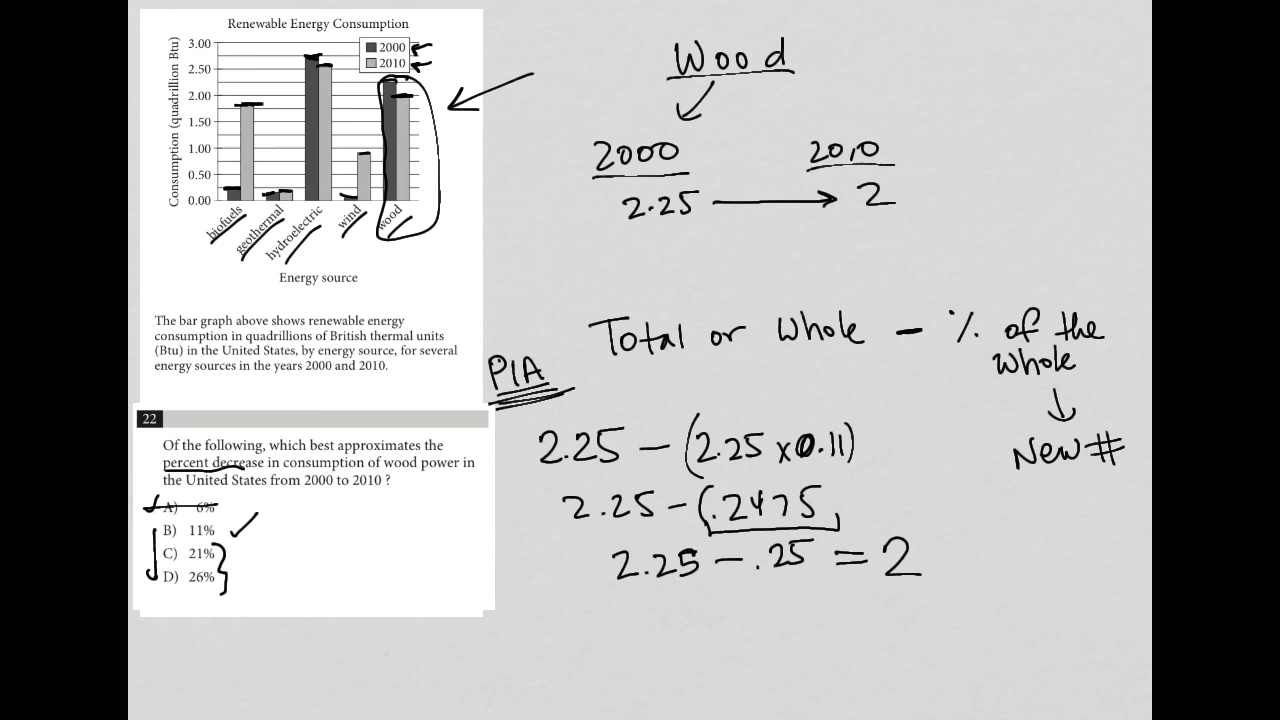 Renewable Energy Consumption
Consumption (quadrillion Btu)
3.00
2.50
2.00
1.50
1.00
0.50
0.00
2000
2010
biofuels
geothermal
hydroelectric
wind
wood
Energy source
The bar graph above shows renewable energy
consumption in quadrillions of British thermal units
(Btu) in the United States, by energy source, for several
energy sources in the years 2000 and 2010.
22
Of the following, which best approximates the
percent decrease in consumption of wood power in
the United States from 2000 to 2010 ?
A) 6%
B) 11%
C) 21%
D) 26%
Wood
2000 2010
2.25 → 2
Total or whole - % of the
whole
↓
New #
PIA
2.25 - (2.25 x 0.11)
2.25 - (.2475)
2.25 - .25 = 2